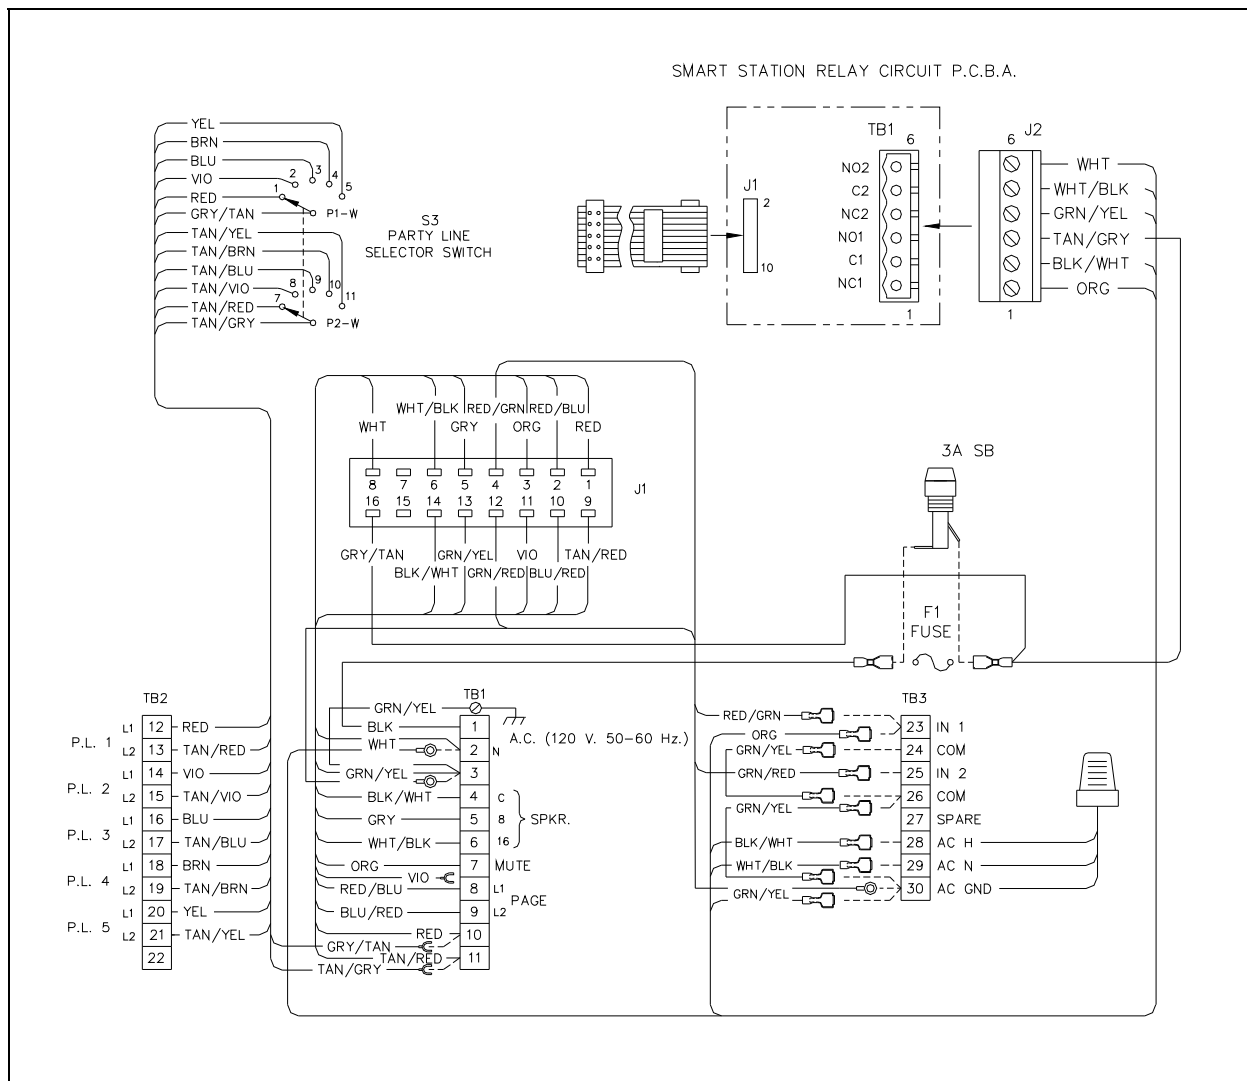 SMART STATION RELAY CIRCUIT P.C.B.A.
YEL
BRN
BLU
VIO
RED
GRY/TAN
TAN/YEL
TAN/BRN
TAN/BLU
TAN/VIO
TAN/RED
TAN/GRY
1
2
3
4
5
P1-W
7
8
9
10
11
P2-W
S3
PARTY LINE
SELECTOR SWITCH
J1
2
10
TB1
6
NO2
C2
NC2
NO1
C1
NC1
1
J2
6
WHT
WHT/BLK
GRN/YEL
TAN/GRY
BLK/WHT
ORG
1
WHT/BLK RED/GRN RED/BLU
WHT GRY ORG RED
8 7 6 5 4 3 2 1
16 15 14 13 12 11 10 9
J1
GRY/TAN GRN/YEL VIO TAN/RED
BLK/WHT GRN/RED BLU/RED
3A SB
F1
FUSE
TB2
P.L. 1
L1 12 RED
L2 13 TAN/RED
P.L. 2
L1 14 VIO
L2 15 TAN/VIO
P.L. 3
L1 16 BLU
L2 17 TAN/BLU
P.L. 4
L1 18 BRN
L2 19 TAN/BRN
P.L. 5
L1 20 YEL
L2 21 TAN/YEL
22
TB1
GRN/YEL
BLK 1
A.C. (120 V. 50-60 Hz.)
WHT 2 N
GRN/YEL 3
BLK/WHT 4 C
GRY 5 8 SPKR.
WHT/BLK 6 16
ORG 7 MUTE
VIO
RED/BLU 8 L1
PAGE
BLU/RED 9 L2
RED 10
GRY/TAN
TAN/RED 11
TAN/GRY
TB3
RED/GRN 23 IN 1
ORG
GRN/YEL 24 COM
GRN/RED 25 IN 2
26 COM
GRN/YEL
27 SPARE
BLK/WHT 28 AC H
WHT/BLK 29 AC N
GRN/YEL 30 AC GND